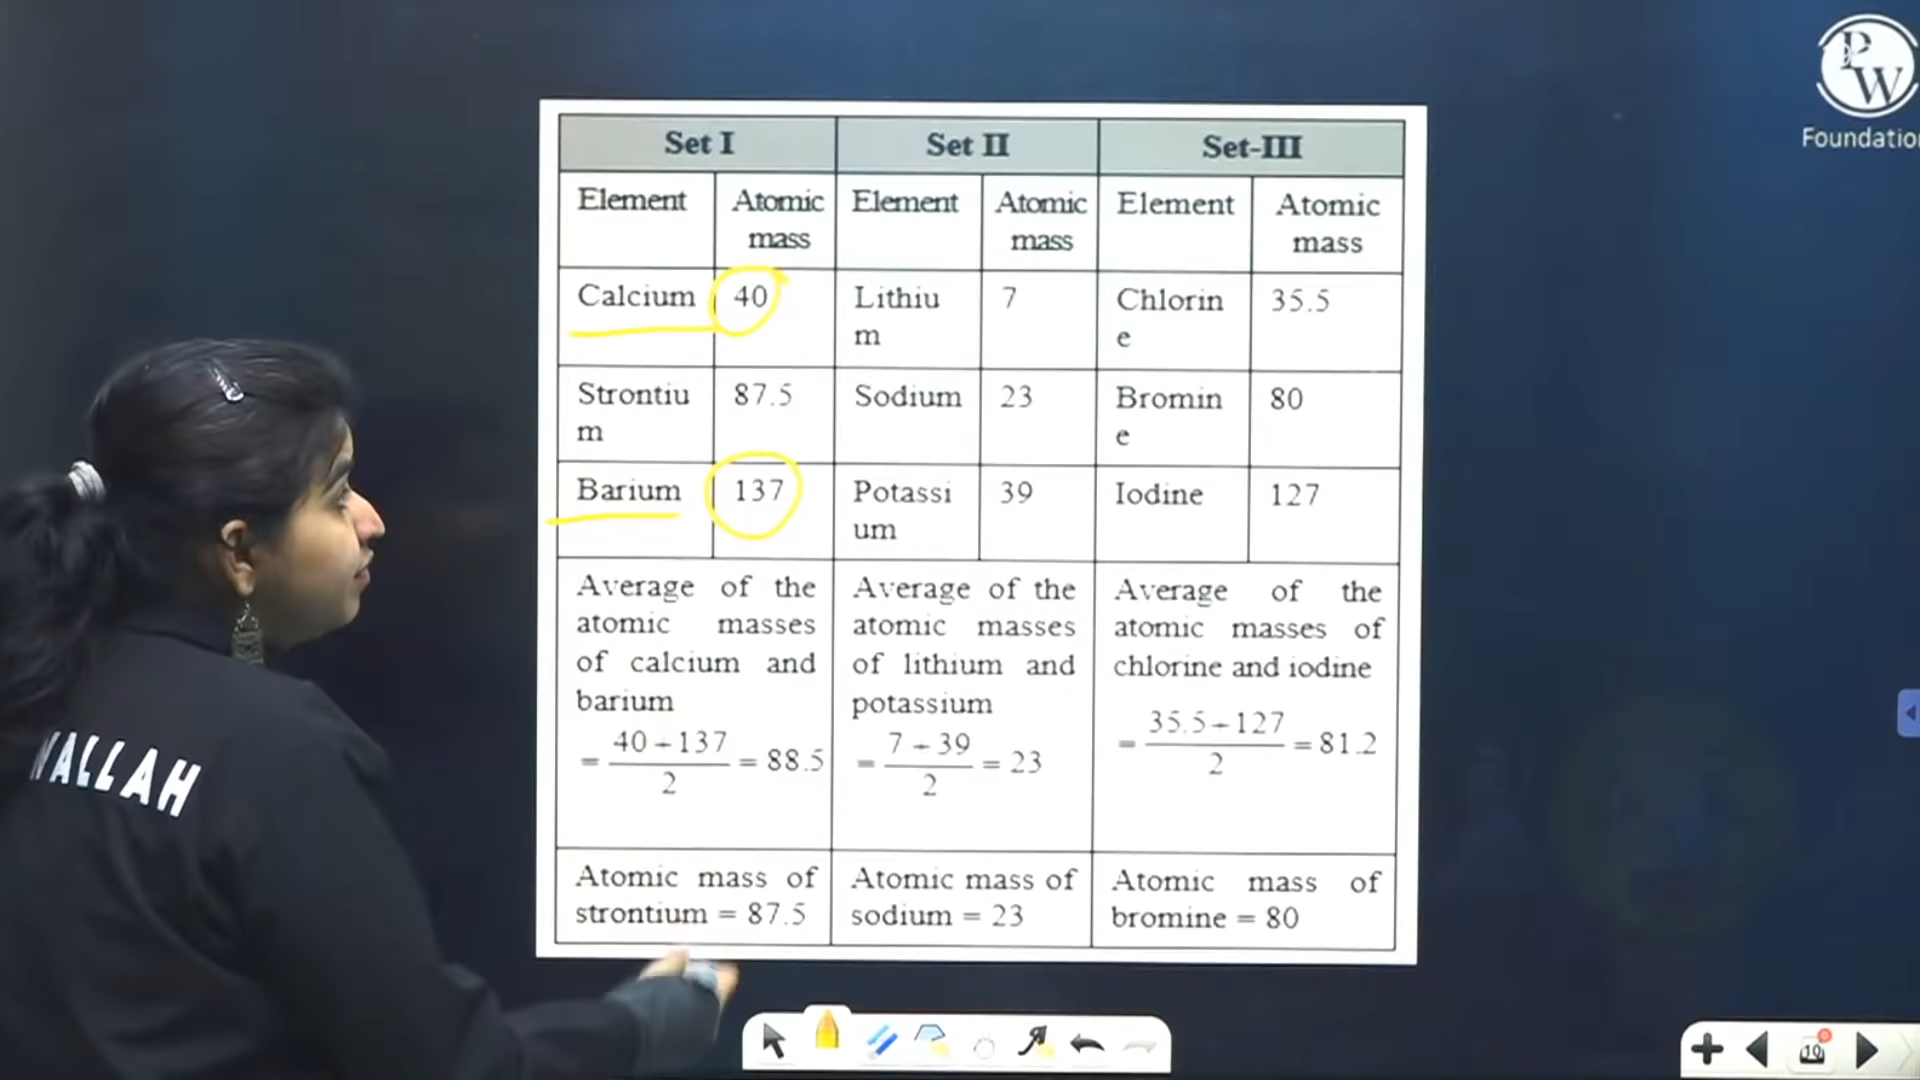 PW
Foundation
Set I
Set II
Set-III
Element
Atomic mass
Element
Atomic mass
Element
Atomic mass
Calcium
40
Lithiu
m
7
Chlorin
e
35.5
Strontiu
m
87.5
Sodium
23
Bromin
e
80
Barium
137
Potassi
um
39
Iodine
127
Average of the
atomic masses
of calcium and
barium
= 40 + 137 / 2 = 88.5
Average of the
atomic masses
of lithium and
potassium
= 7 + 39 / 2 = 23
Average of the
atomic masses of
chlorine and iodine
= 35.5 + 127 / 2 = 81.2
Atomic mass of
strontium = 87.5
Atomic mass of
sodium = 23
Atomic mass of
bromine = 80
WALLAH
10